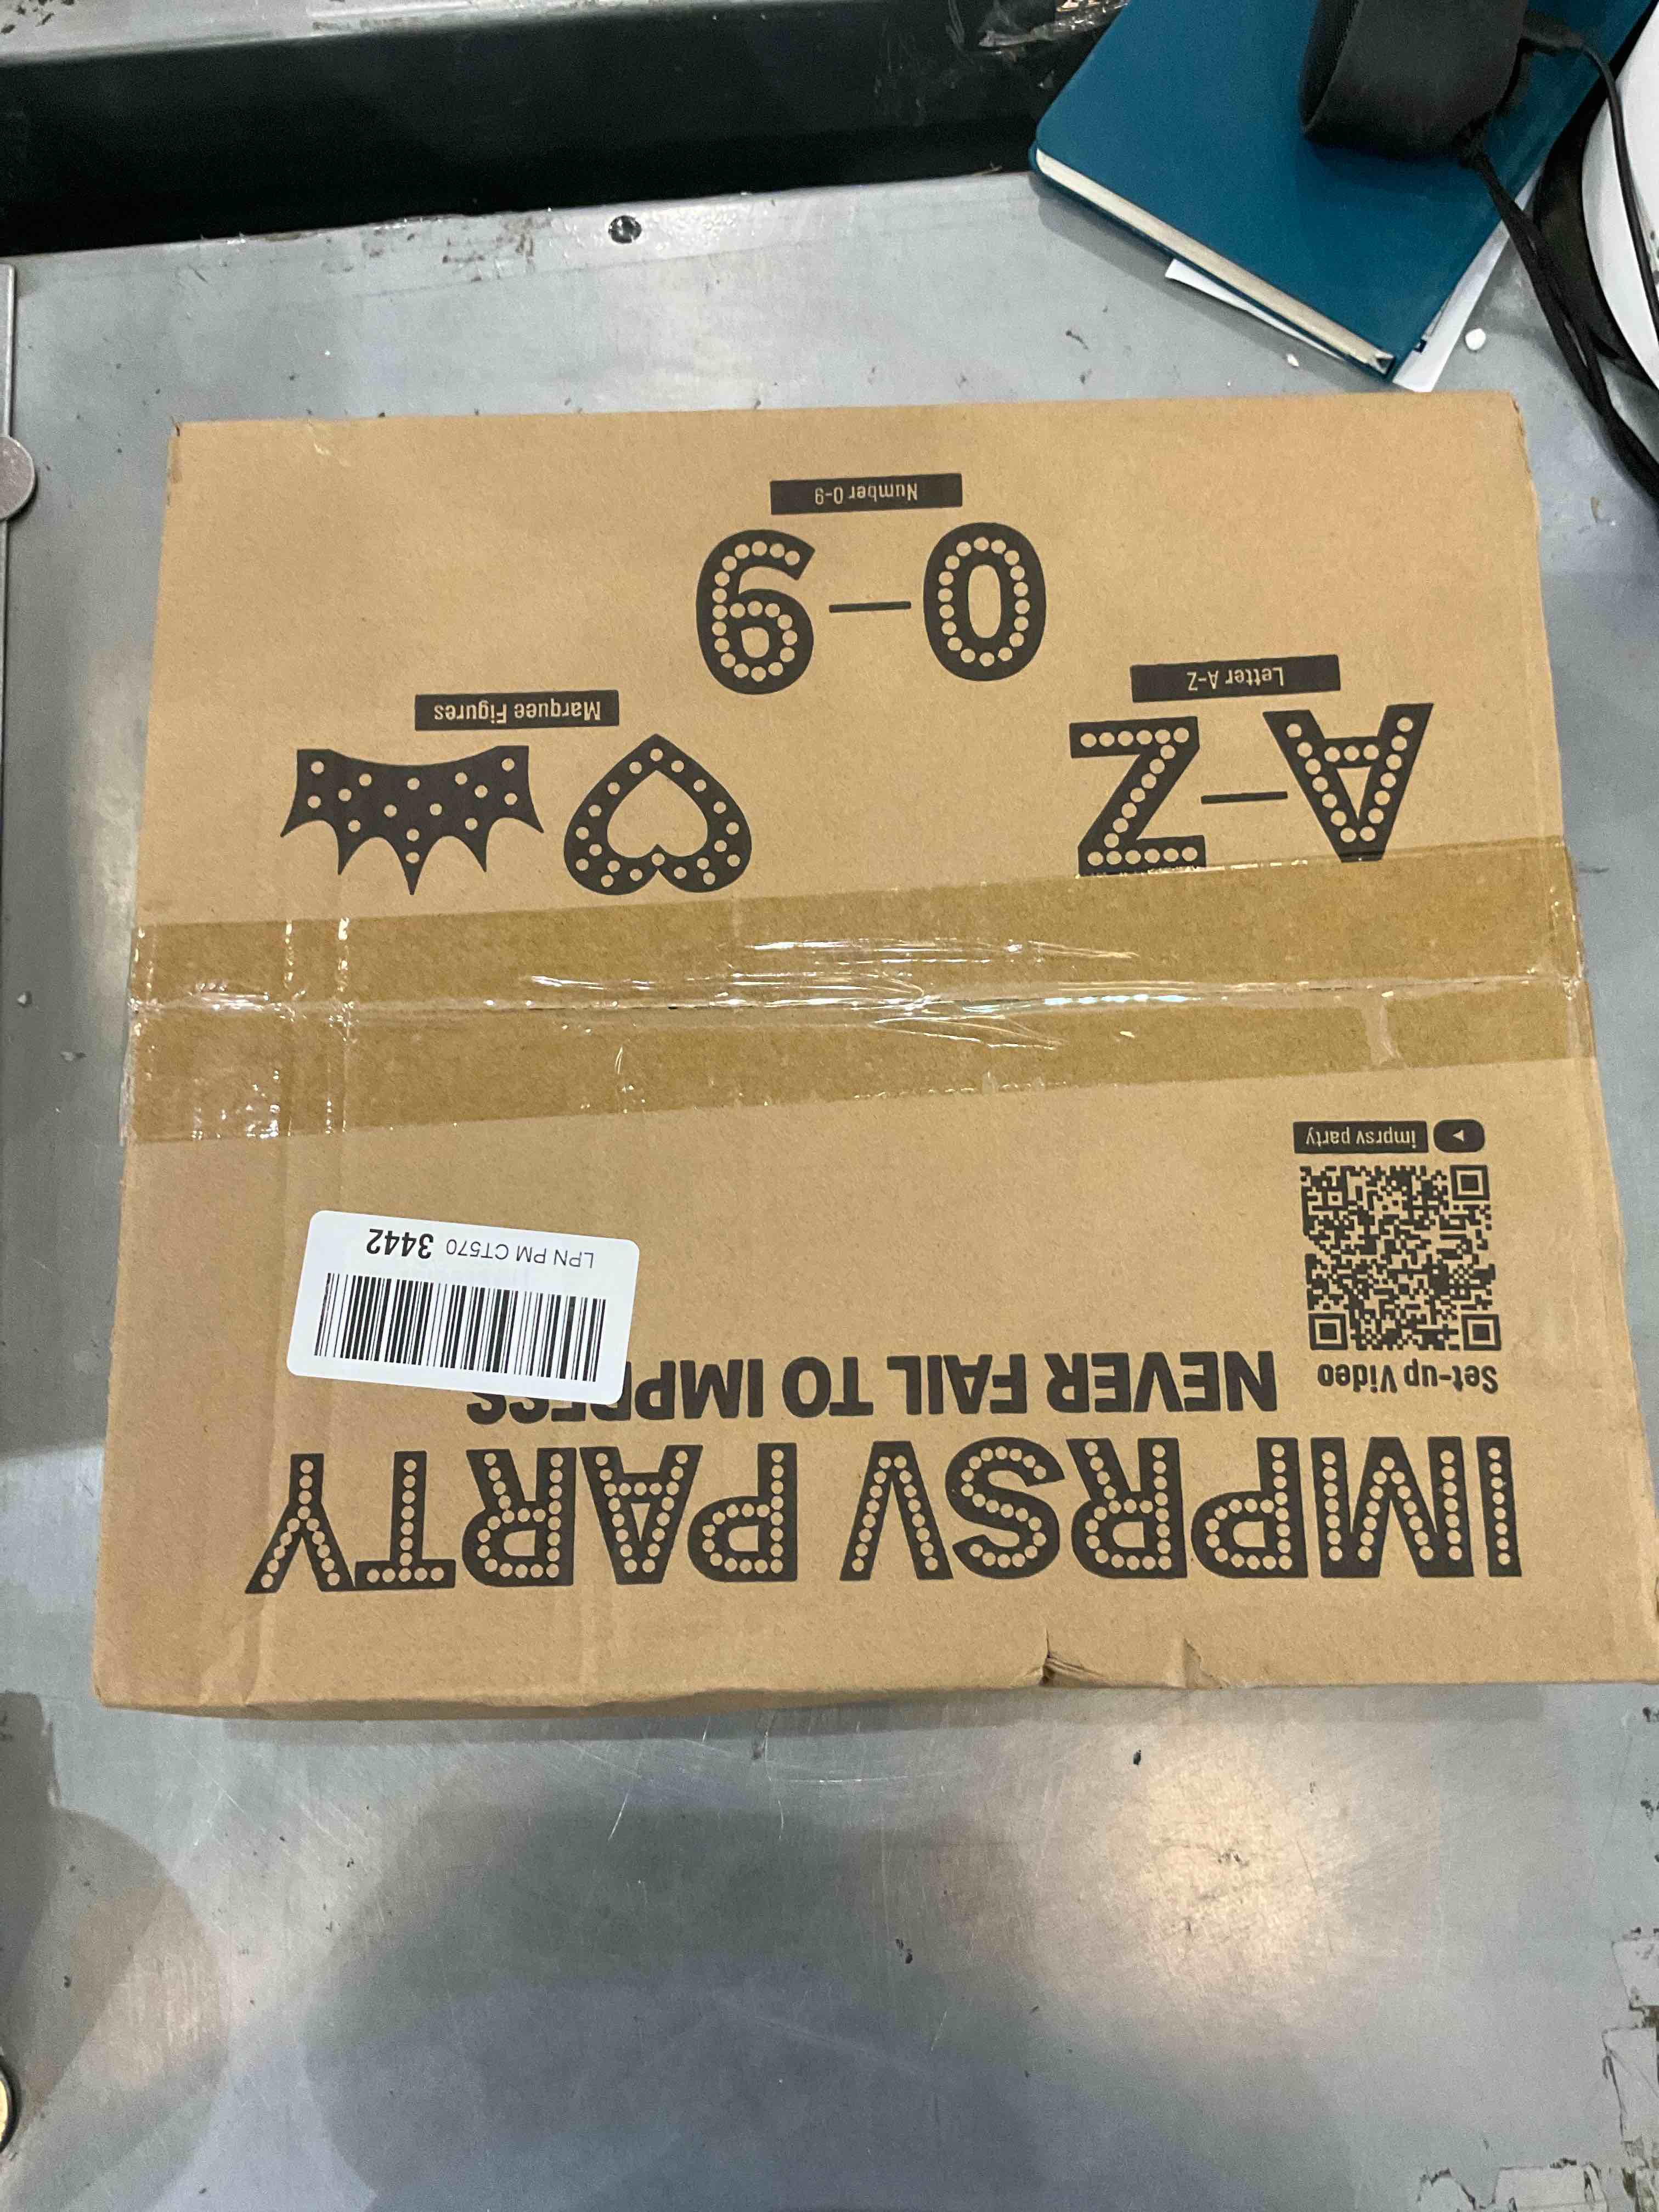 IMPRSV PARTY
NEVER FAIL TO IMPRESS
Set-up Video
imprsv party
LPN PM CT570 3442
A-Z
Letter A-Z
Marquee Figures
0-9
Number 0-9